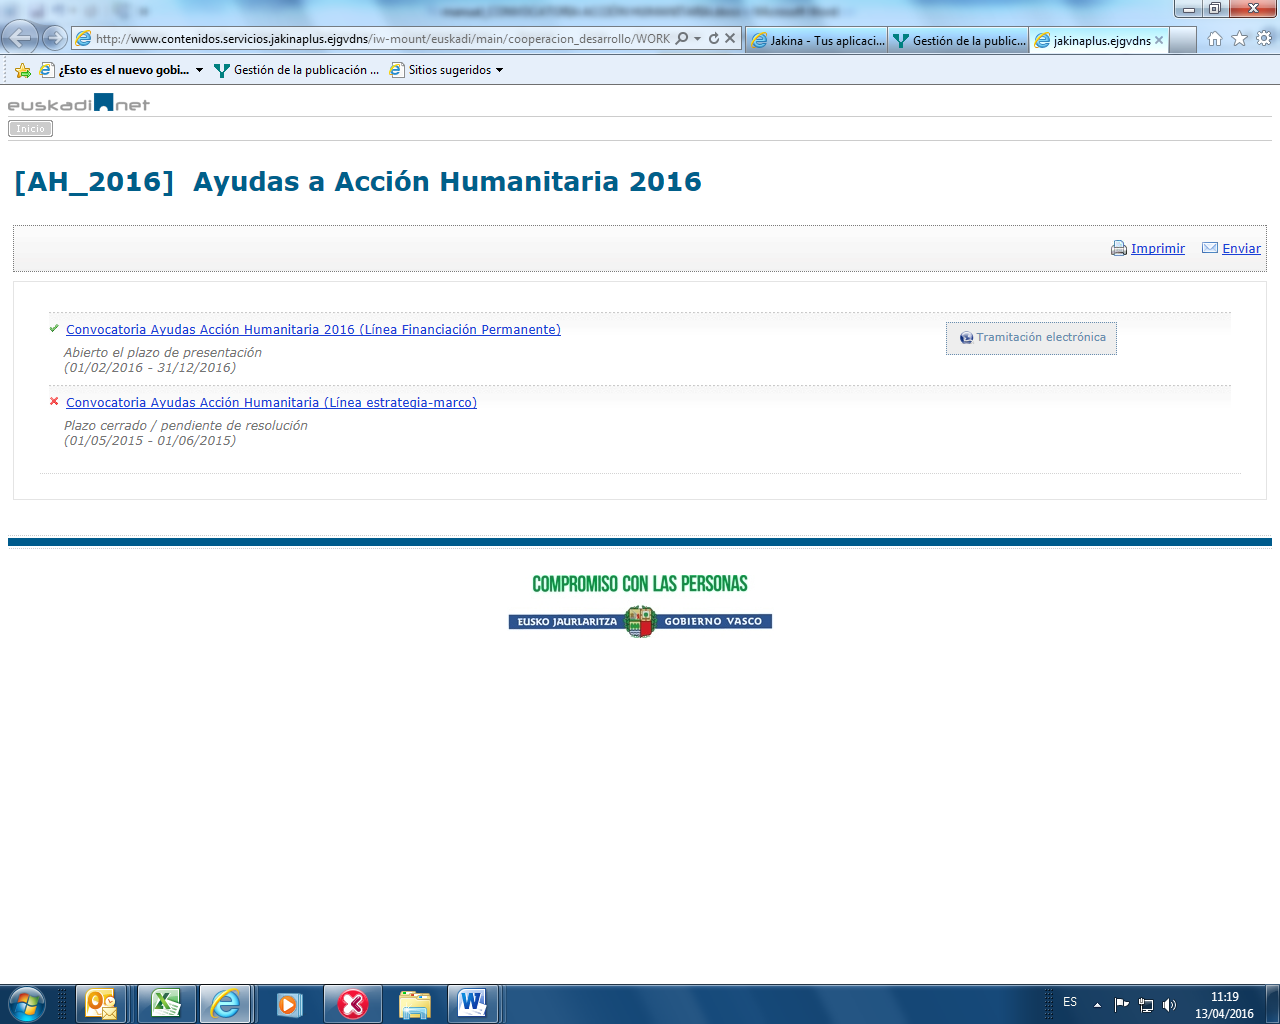 http://www.contenidos.servicios.jakinaplus.ejgvdns/iw-mount/euskadi/main/cooperacion_desarrollo/WORK
Jakina - Tus aplicaci...
Gestión de la public...
jakinaplus.ejgvdns
¿Esto es el nuevo gobi...
Gestión de la publicación ...
Sitios sugeridos
euskadi net
Inicio
[AH_2016] Ayudas a Acción Humanitaria 2016
Imprimir
Enviar
Convocatoria Ayudas Acción Humanitaria 2016 (Línea Financiación Permanente)
Tramitación electrónica
Abierto el plazo de presentación
(01/02/2016 - 31/12/2016)
Convocatoria Ayudas Acción Humanitaria (Línea estrategia-marco)
Plazo cerrado / pendiente de resolución
(01/05/2015 - 01/06/2015)
COMPROMISO CON LAS PERSONAS
EUSKO JAURLARITZA
GOBIERNO VASCO
ES
11:19
13/04/2016